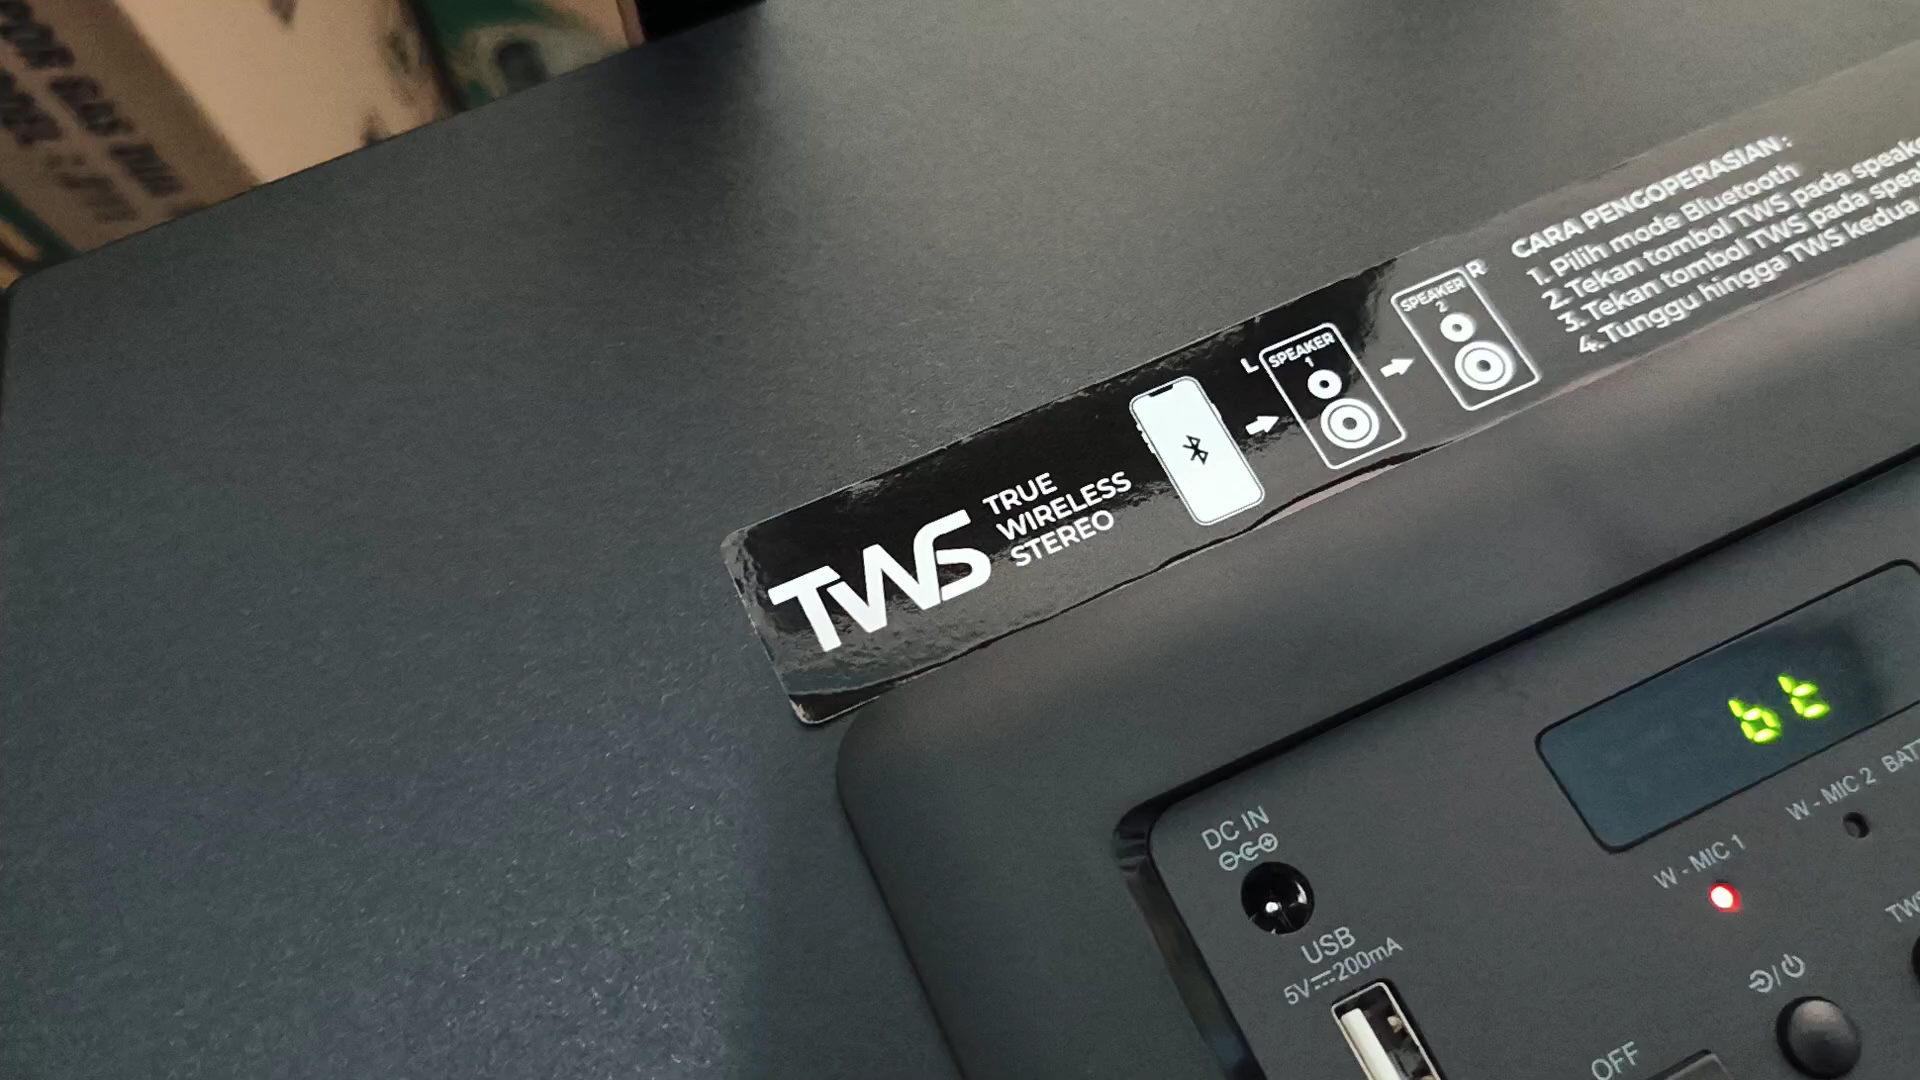 TWS
TRUE
WIRELESS
STEREO
L
SPEAKER
1
SPEAKER
2
R
CARA PENGOPERASIAN :
1. Pilih mode Bluetooth
2. Tekan tombol TWS pada
3. Tekan tombol TWS pada
4. Tunggu hingga TWS kedua
bt
DC IN
W - MIC 1
W - MIC 2
USB
5V⎓200mA
OFF